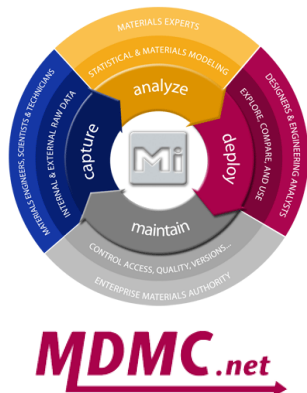 MATERIALS EXPERTS
STATISTICAL & MATERIALS MODELING
analyze
DESIGNERS & ENGINEERING ANALYSTS
EXPLORE, COMPARE, AND USE
deploy
MATERIALS ENGINEERS, SCIENTISTS & TECHNICIANS
INTERNAL & EXTERNAL RAW DATA
capture
Mi
maintain
CONTROL ACCESS, QUALITY, VERSIONS...
ENTERPRISE MATERIALS AUTHORITY
MDMC.net